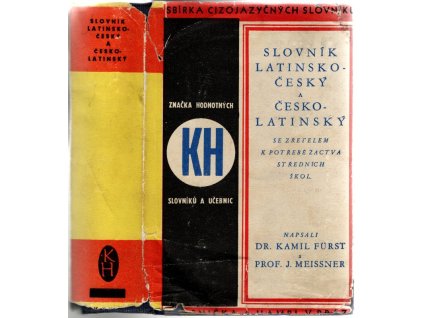 SLOVNÍK
LATINSKO-
ČESKÝ
A
ČESKO-
LATINSKÝ
KH
SBÍRKA CIZOJAZYČNÝCH SLOVNÍKŮ
ZNAČKA HODNOTNÝCH
KH
SLOVNÍKŮ A UČEBNIC
SLOVNÍK
LATINSKO-
ČESKÝ
A
ČESKO-
LATINSKÝ
SE ZŘETELEM
K POTŘEBĚ ŽACTVA
STŘEDNÍCH
ŠKOL
NAPSALI
DR. KAMIL FÜRST
A
PROF. J. MEISSNER